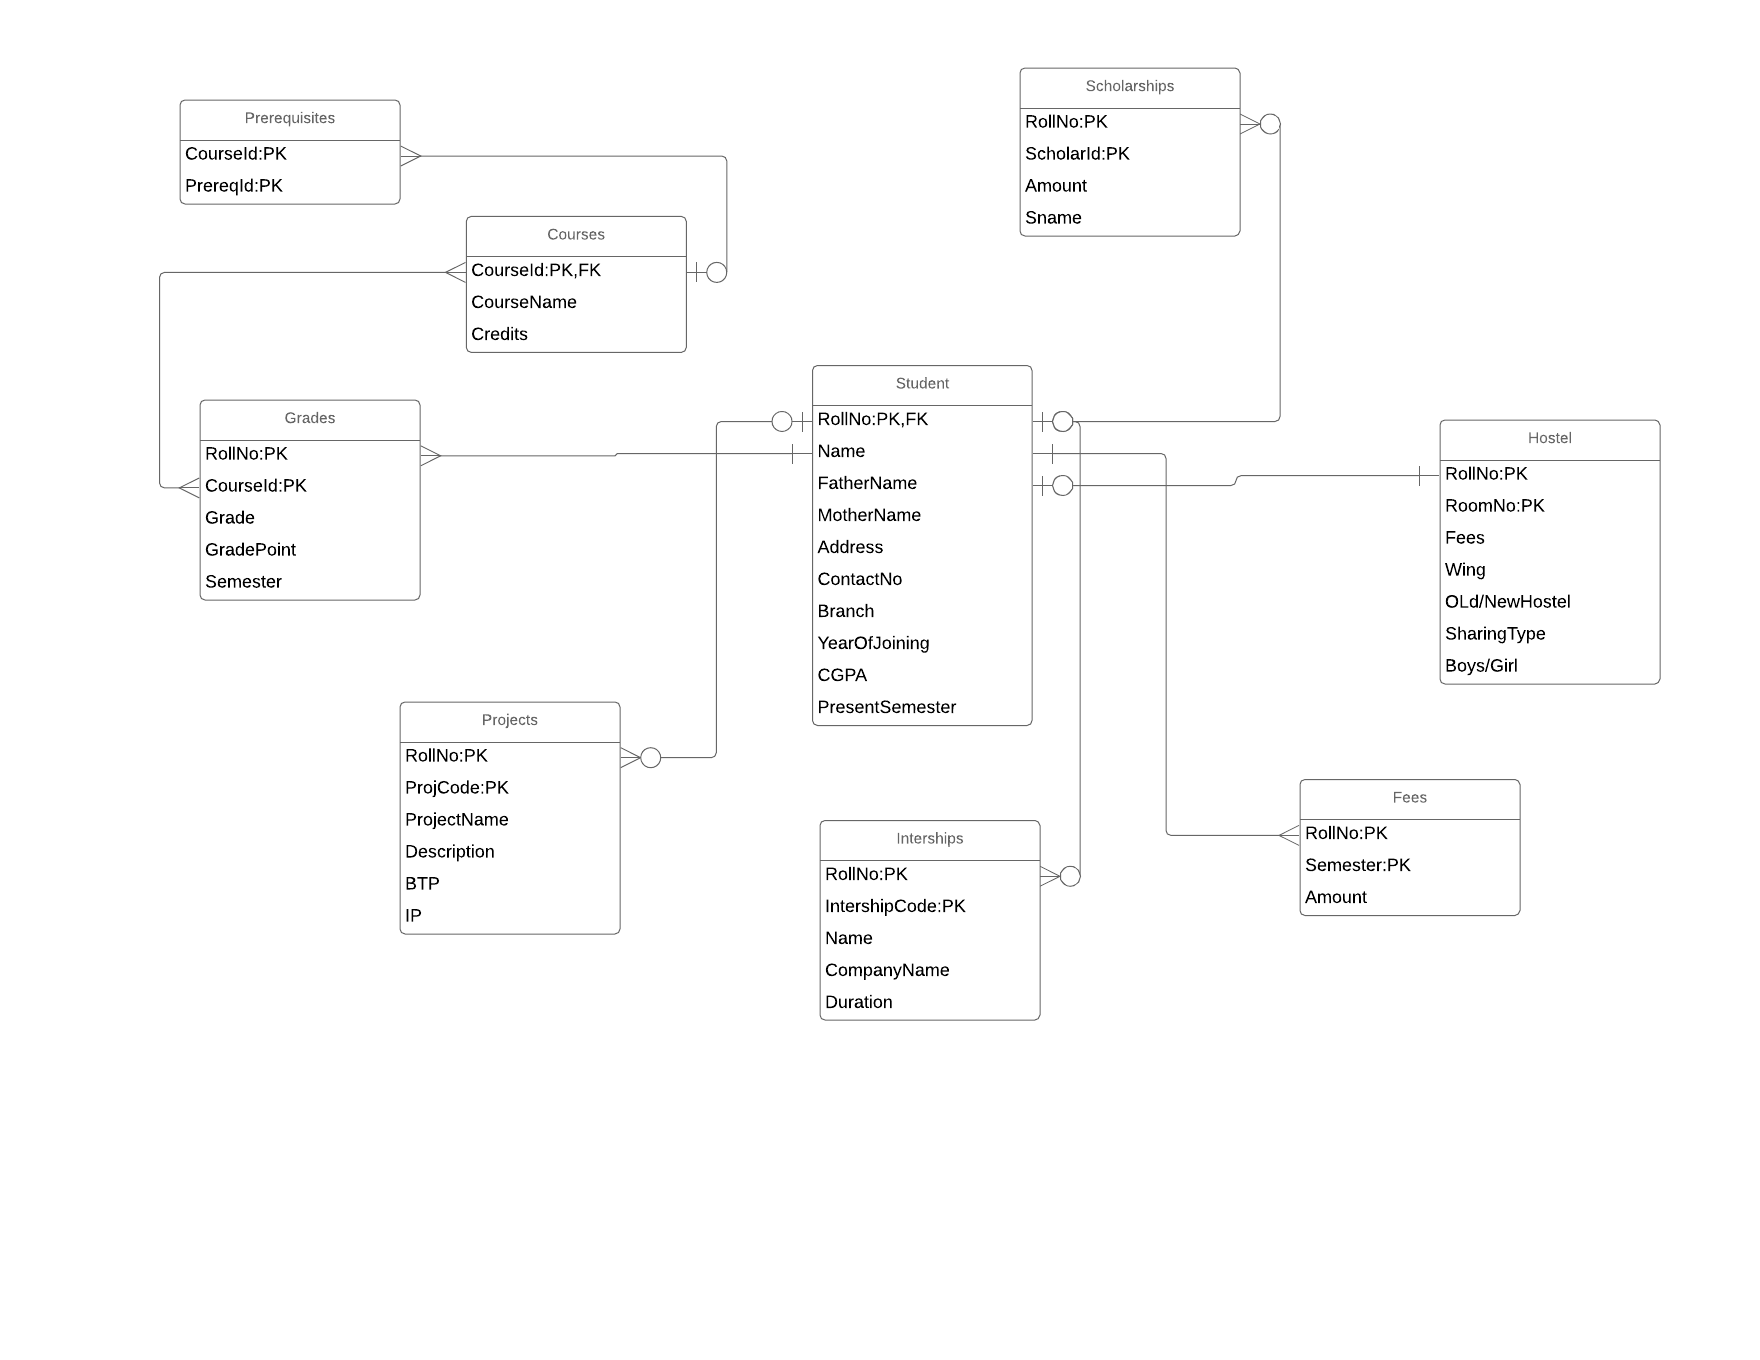 Prerequisites
CourseId:PK
PrereqId:PK
Courses
CourseId:PK,FK
CourseName
Credits
Scholarships
RollNo:PK
ScholarId:PK
Amount
Sname
Grades
RollNo:PK
CourseId:PK
Grade
GradePoint
Semester
Student
RollNo:PK,FK
Name
FatherName
MotherName
Address
ContactNo
Branch
YearOfJoining
CGPA
PresentSemester
Hostel
RollNo:PK
RoomNo:PK
Fees
Wing
OLd/NewHostel
SharingType
Boys/Girl
Projects
RollNo:PK
ProjCode:PK
ProjectName
Description
BTP
IP
Interships
RollNo:PK
IntershipCode:PK
Name
CompanyName
Duration
Fees
RollNo:PK
Semester:PK
Amount